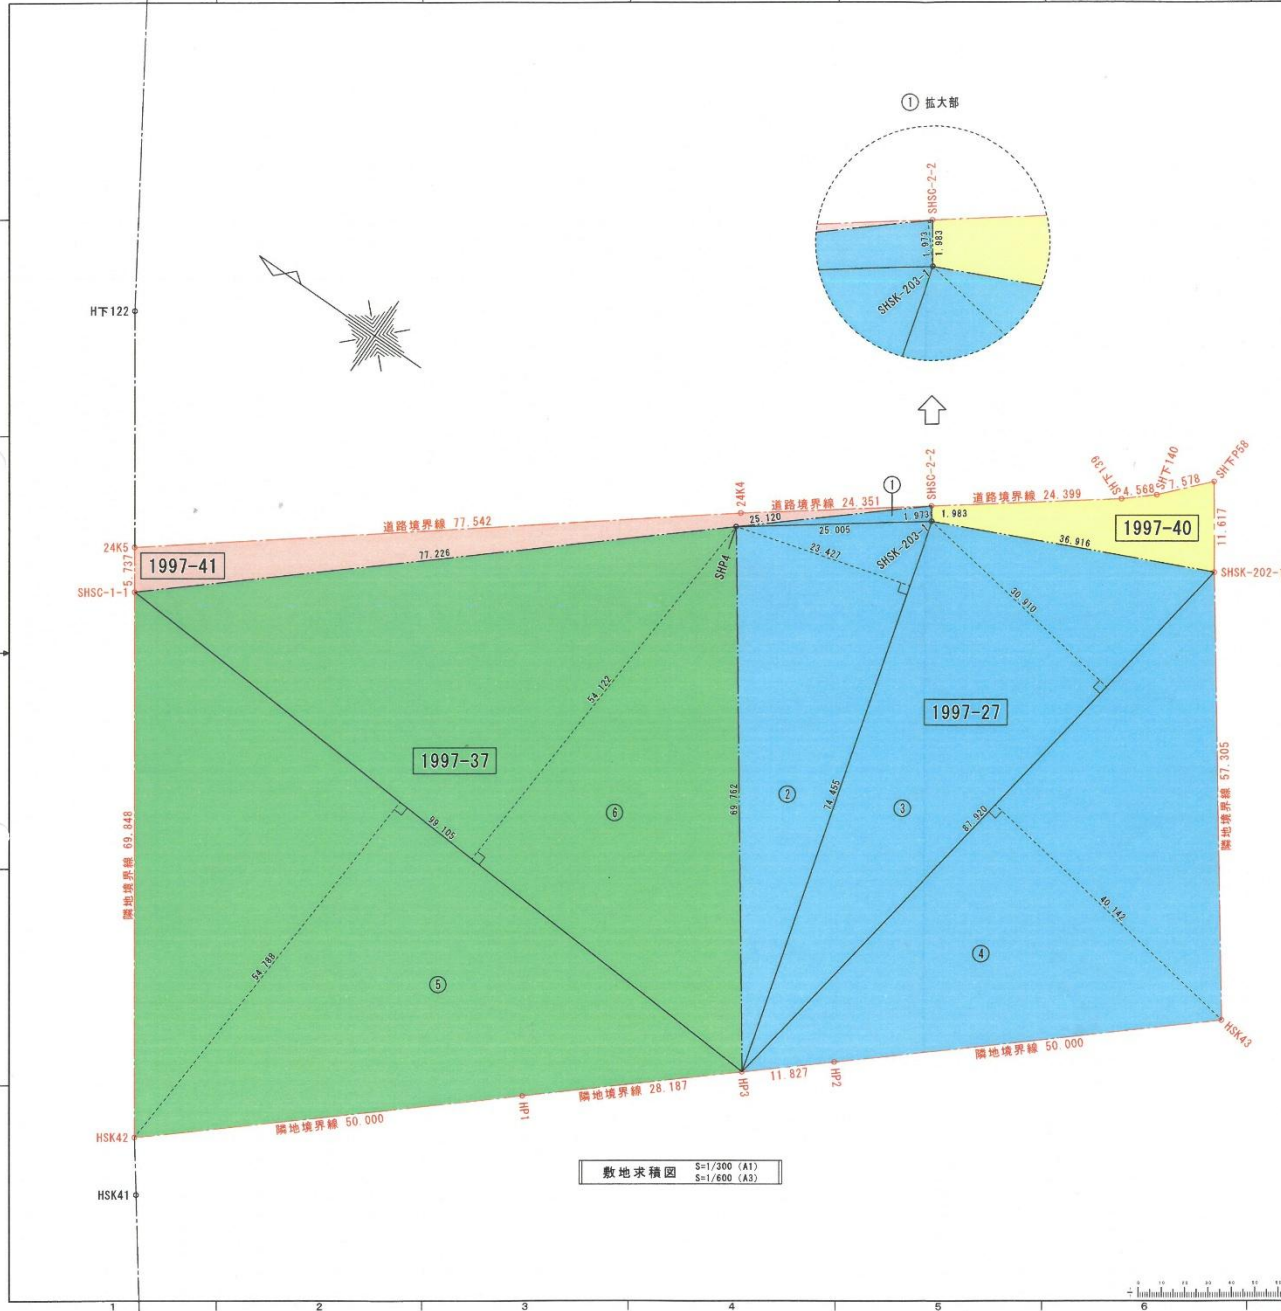 ① 拡大部
SHSC-2-2
1.973
1.983
SHSK-203-1
H下122
SHSC-2-2
SH下139
4.568
SH下140
7.578
SH下P58
24K4
①
道路境界線 24.351
道路境界線 24.399
道路境界線 77.542
25.120
25.005
1.973
1.983
1997-40
11.617
24K5
5.737
1997-41
77.226
SHP4
23.427
SHSK-203-1
36.916
SHSC-1-1
30.910
54.122
1997-27
1997-37
隣地境界線 57.305
69.762
74.455
②
③
⑥
87.920
99.105
隣地境界線 69.848
40.142
54.788
④
⑤
HSK43
隣地境界線 50.000
HP2
11.827
HP3
隣地境界線 28.187
HP1
隣地境界線 50.000
HSK42
敷地求積図
S=1/300 (A1)
S=1/600 (A3)
HSK41
1 2 3 4 5 6